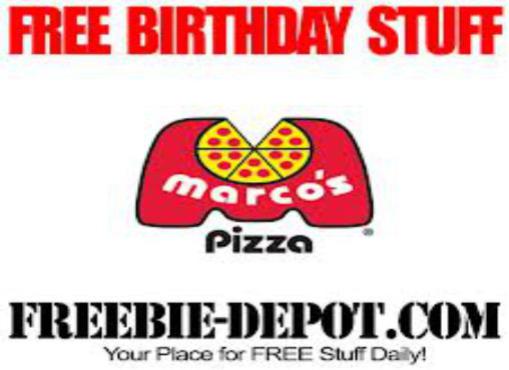 FREE BIRTHDAY STUFF
marco's
Pizza
®
FREEBIE-DEPOT.COM
Your Place for FREE Stuff Daily!